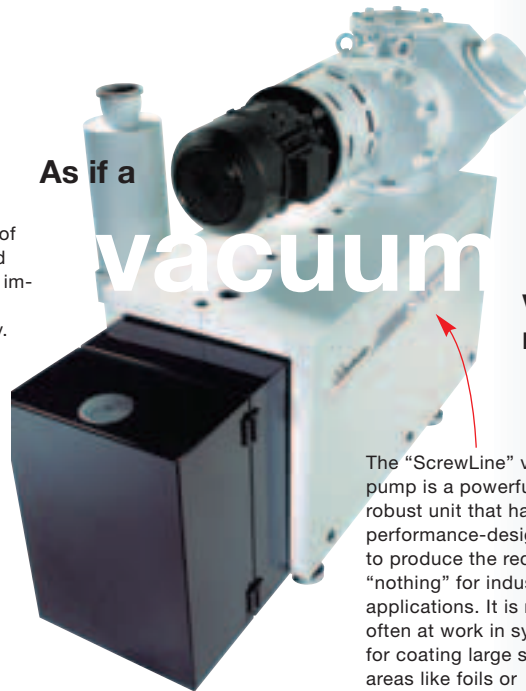 As if a
vacuum
of
d
im-
y.
The “ScrewLine” v
pump is a powerfu
robust unit that ha
performance-desig
to produce the rec
“nothing” for indus
applications. It is
often at work in sy
for coating large s
areas like foils or